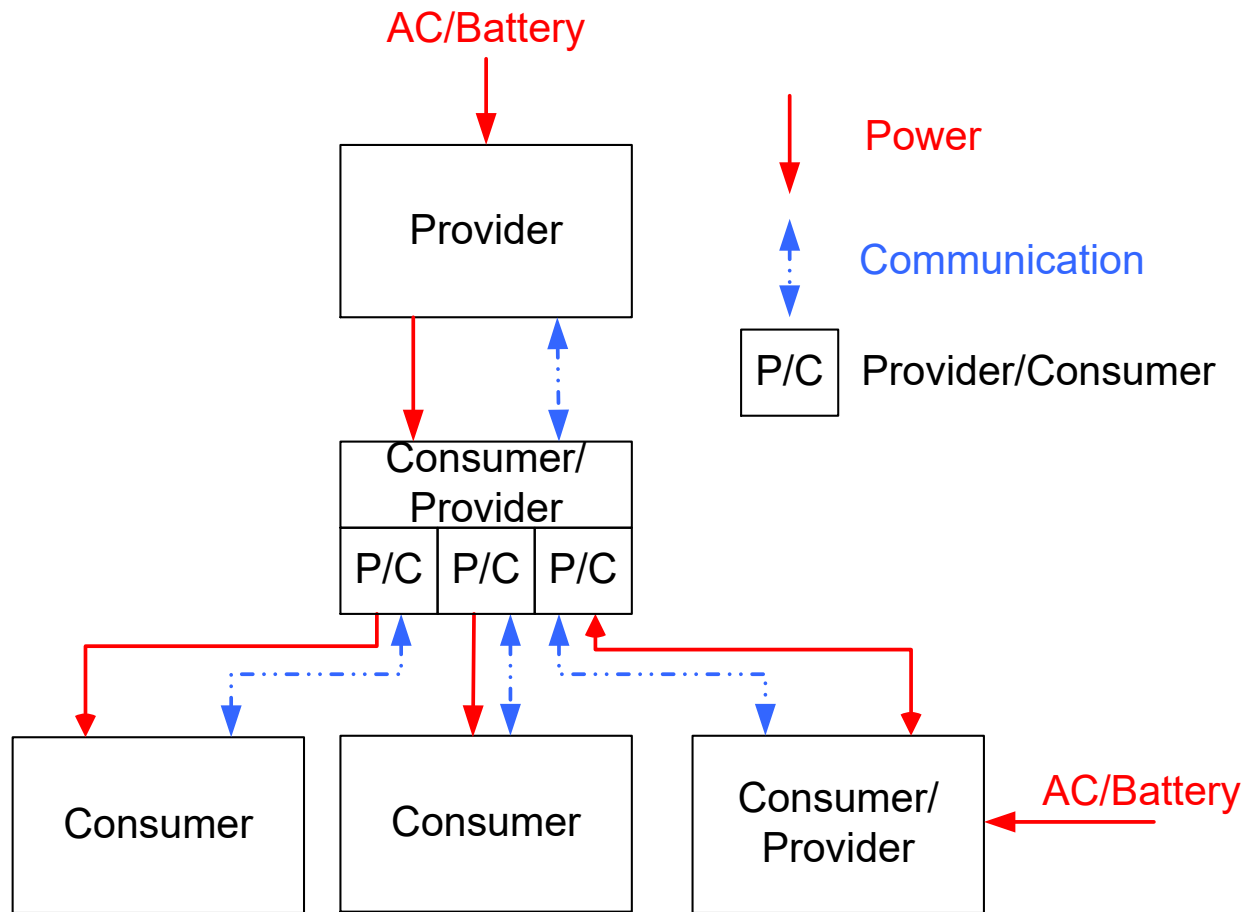 AC/Battery
Power
Provider
Communication
P/C
Provider/Consumer
Consumer/
Provider
P/C
P/C
P/C
Consumer
Consumer
Consumer/
Provider
AC/Battery